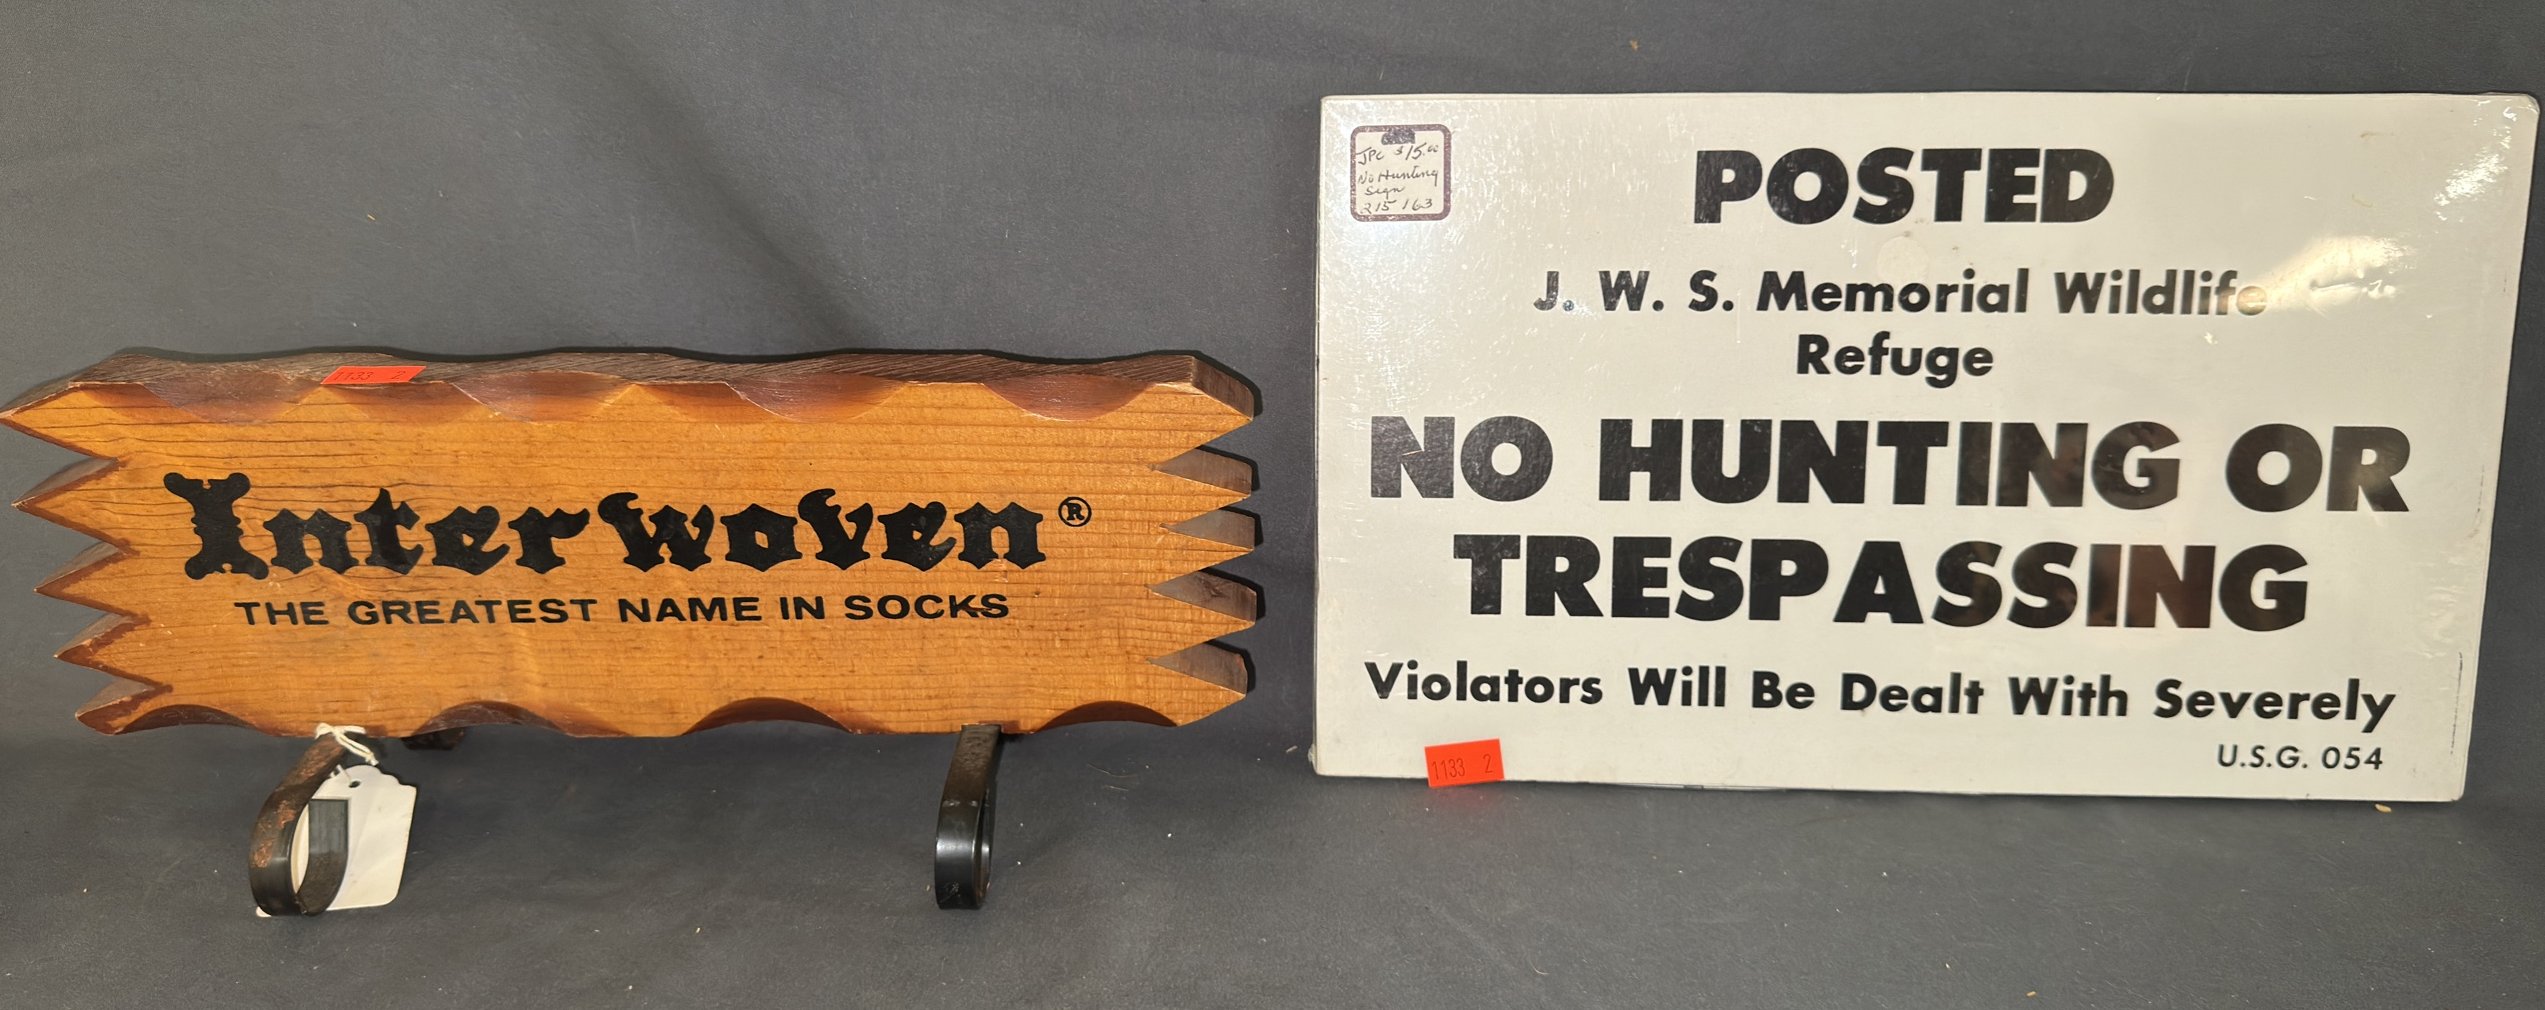 1133 2
Interwoven®
THE GREATEST NAME IN SOCKS
JPC $15.00
No Hunting
Sign
215 163
POSTED
J. W. S. Memorial Wildlife
Refuge
NO HUNTING OR
TRESPASSING
Violators Will Be Dealt With Severely
U.S.G. 054
1133 2